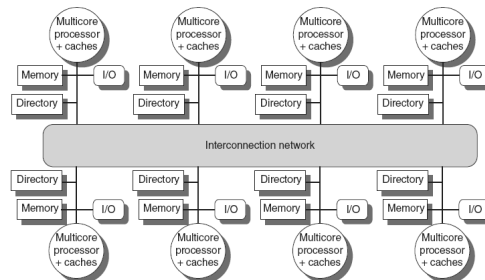 Multicore Multicore Multicore Multicore
processor processor processor processor
+ caches + caches + caches + caches
Memory I/O Memory I/O Memory I/O Memory I/O
Directory Directory Directory Directory
Interconnection network
Directory Directory Directory Directory
Memory I/O Memory I/O Memory I/O Memory I/O
Multicore Multicore Multicore Multicore
processor processor processor processor
+ caches + caches + caches + caches